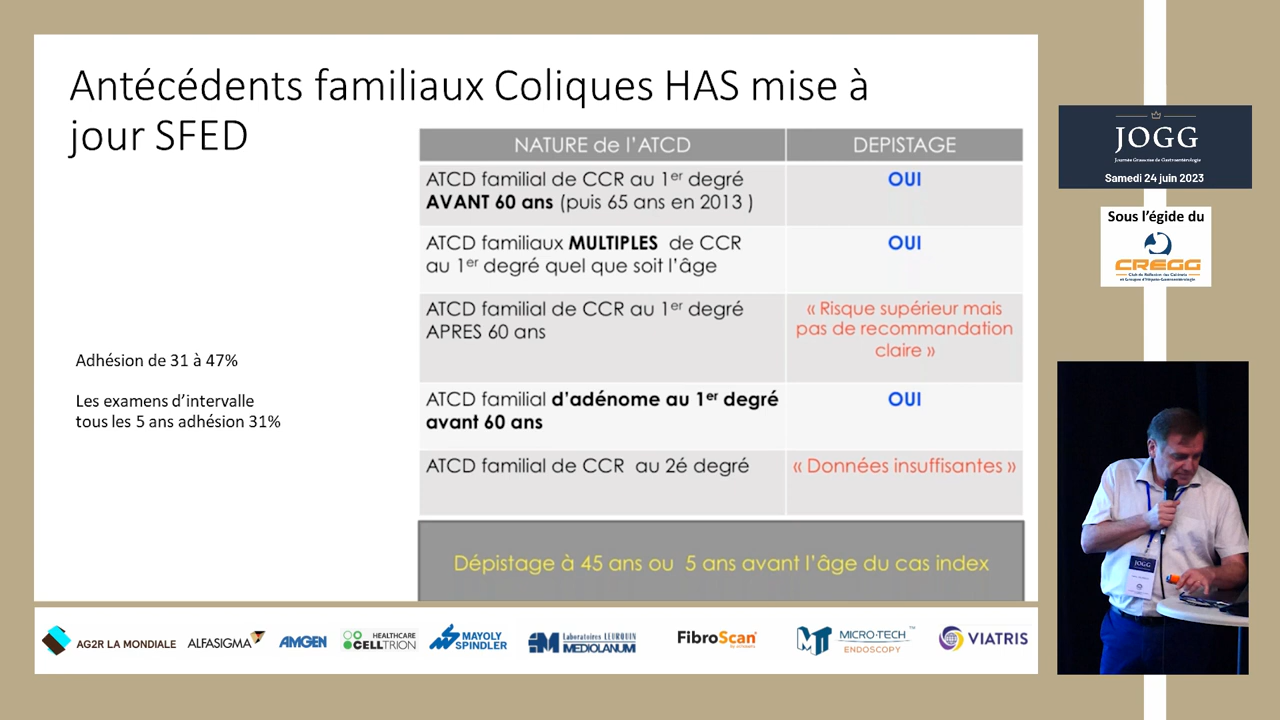 Antécédents familiaux Coliques HAS mise à
jour SFED
NATURE de l'ATCD
DEPISTAGE
ATCD familial de CCR au 1er degré
AVANT 60 ans (puis 65 ans en 2013 )
OUI
ATCD familiaux MULTIPLES de CCR
au 1er degré quel que soit l'âge
OUI
ATCD familial de CCR au 1er degré
APRES 60 ans
« Risque supérieur mais
pas de recommandation
claire »
ATCD familial d'adénome au 1er degré
avant 60 ans
OUI
ATCD familial de CCR au 2é degré
« Données insuffisantes »
Dépistage à 45 ans ou 5 ans avant l'âge du cas index
Adhésion de 31 à 47%
Les examens d'intervalle
tous les 5 ans adhésion 31%
JOGG
Journée Grassoise de Gastroentérologie
Samedi 24 juin 2023
Sous l'égide du
CREGG
Club de Réflexion des Cabinets
et Groupes d'Hépato-Gastroentérologie
JOGG
AG2R LA MONDIALE
ALFASIGMA
AMGEN
HEALTHCARE
CELLTRION
MAYOLY
SPINDLER
Laboratoires LEURQUIN
MEDIOLANUM
FibroScan
MICRO-TECH™
ENDOSCOPY
VIATRIS